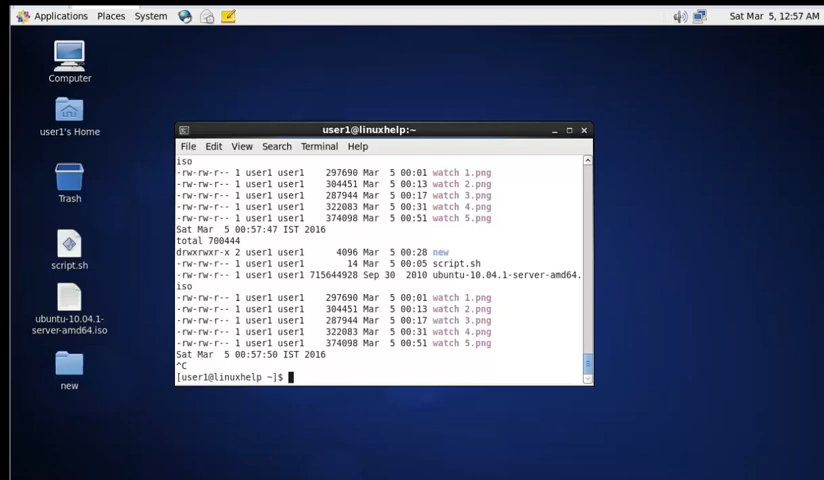 Applications Places System
Sat Mar 5, 12:57 AM
Computer
user1's Home
Trash
script.sh
ubuntu-10.04.1-
server-amd64.iso
new
user1@linuxhelp:~
File Edit View Search Terminal Help
iso
-rw-rw-r-- 1 user1 user1 297690 Mar 5 00:01 watch 1.png
-rw-rw-r-- 1 user1 user1 304451 Mar 5 00:13 watch 2.png
-rw-rw-r-- 1 user1 user1 287944 Mar 5 00:17 watch 3.png
-rw-rw-r-- 1 user1 user1 322083 Mar 5 00:31 watch 4.png
-rw-rw-r-- 1 user1 user1 374098 Mar 5 00:51 watch 5.png
Sat Mar 5 00:57:47 IST 2016
total 700444
drwxrwxr-x 2 user1 user1 4096 Mar 5 00:28 new
-rw-rw-r-- 1 user1 user1 14 Mar 5 00:05 script.sh
-rw-rw-r-- 1 user1 user1 715644928 Sep 30 2010 ubuntu-10.04.1-server-amd64.
iso
-rw-rw-r-- 1 user1 user1 297690 Mar 5 00:01 watch 1.png
-rw-rw-r-- 1 user1 user1 304451 Mar 5 00:13 watch 2.png
-rw-rw-r-- 1 user1 user1 287944 Mar 5 00:17 watch 3.png
-rw-rw-r-- 1 user1 user1 322083 Mar 5 00:31 watch 4.png
-rw-rw-r-- 1 user1 user1 374098 Mar 5 00:51 watch 5.png
Sat Mar 5 00:57:50 IST 2016
^C
[user1@linuxhelp ~]$